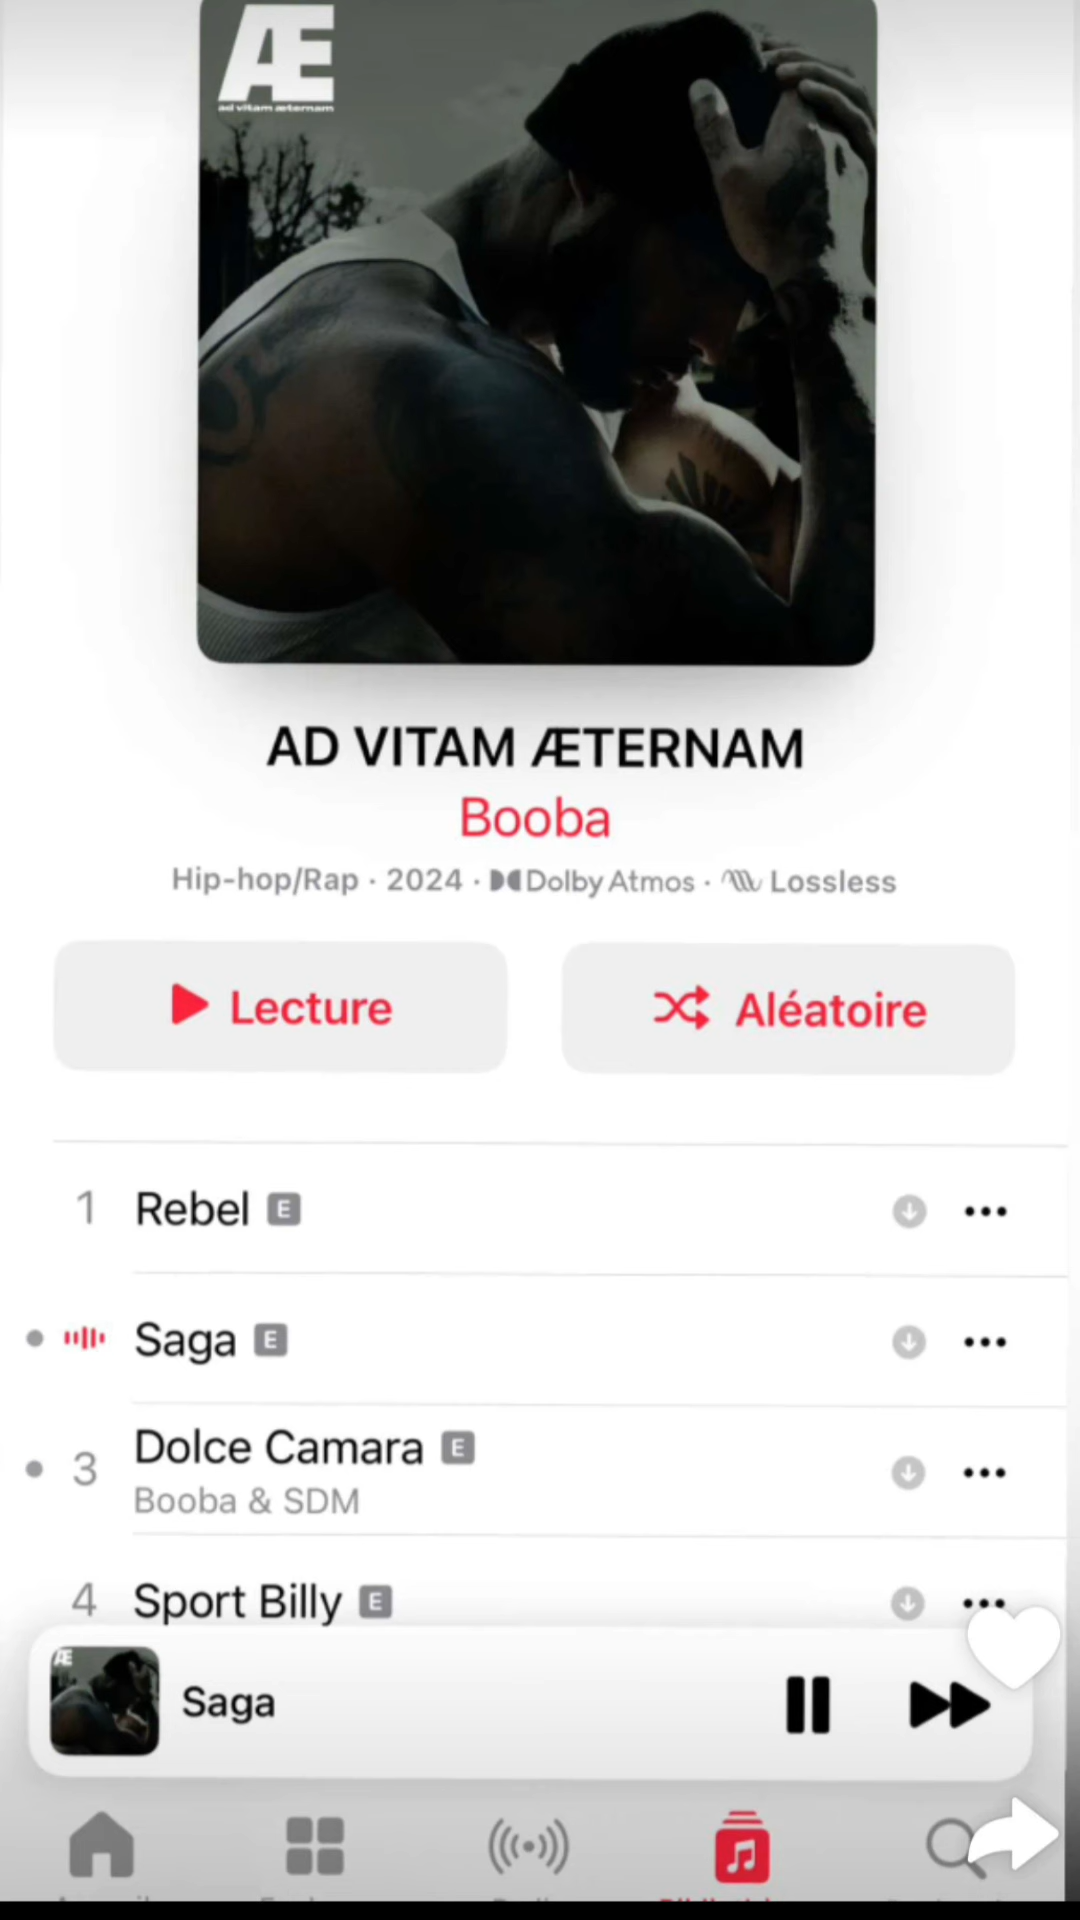 Æ
ad vitam æternam
AD VITAM ÆTERNAM
Booba
Hip-hop/Rap · 2024 · Dolby Atmos · Lossless
Lecture
Aléatoire
1 Rebel E
Saga E
3 Dolce Camara E
Booba & SDM
4 Sport Billy E
Æ
Saga